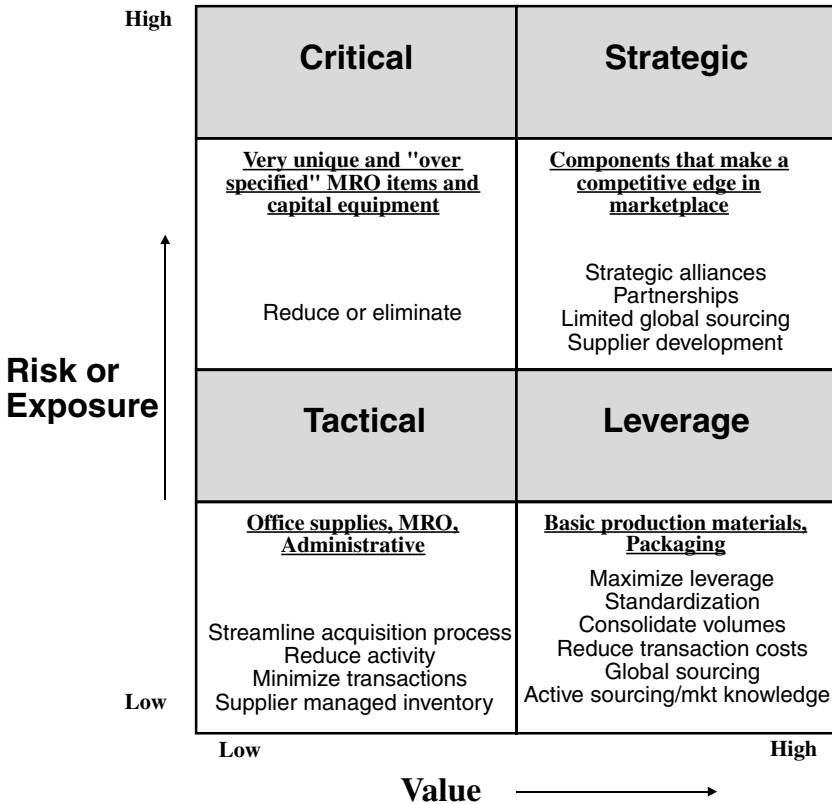 High
Critical
Strategic
Very unique and "over
specified" MRO items and
capital equipment
Components that make a
competitive edge in
marketplace
Reduce or eliminate
Strategic alliances
Partnerships
Limited global sourcing
Supplier development
Risk or
Exposure
Tactical
Leverage
Office supplies, MRO,
Administrative
Basic production materials,
Packaging
Streamline acquisition process
Reduce activity
Minimize transactions
Supplier managed inventory
Maximize leverage
Standardization
Consolidate volumes
Reduce transaction costs
Global sourcing
Active sourcing/mkt knowledge
Low
Low
High
Value